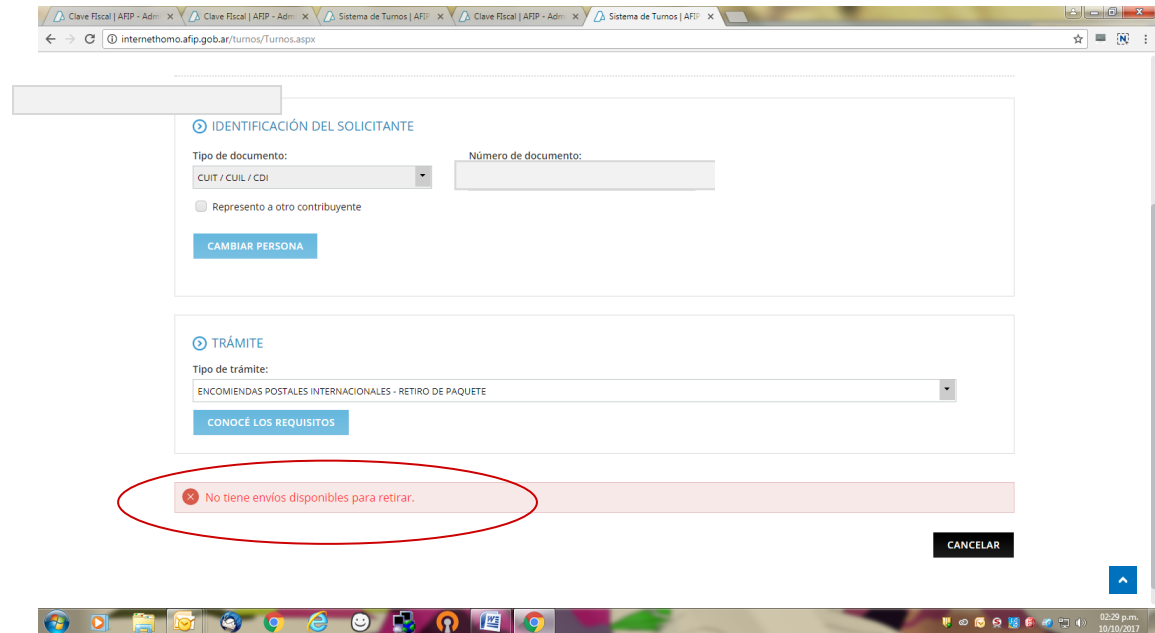 Clave Fiscal | AFIP - Admi
Clave Fiscal | AFIP - Admi
Sistema de Turnos | AFIP
Clave Fiscal | AFIP - Admi
Sistema de Turnos | AFIP
internethomo.afip.gob.ar/turnos/Turnos.aspx
IDENTIFICACIÓN DEL SOLICITANTE
Tipo de documento:
Número de documento:
CUIT / CUIL / CDI
Represento a otro contribuyente
CAMBIAR PERSONA
TRÁMITE
Tipo de trámite:
ENCOMIENDAS POSTALES INTERNACIONALES - RETIRO DE PAQUETE
CONOCÉ LOS REQUISITOS
No tiene envíos disponibles para retirar.
CANCELAR
02:29 p.m.
10/10/2017